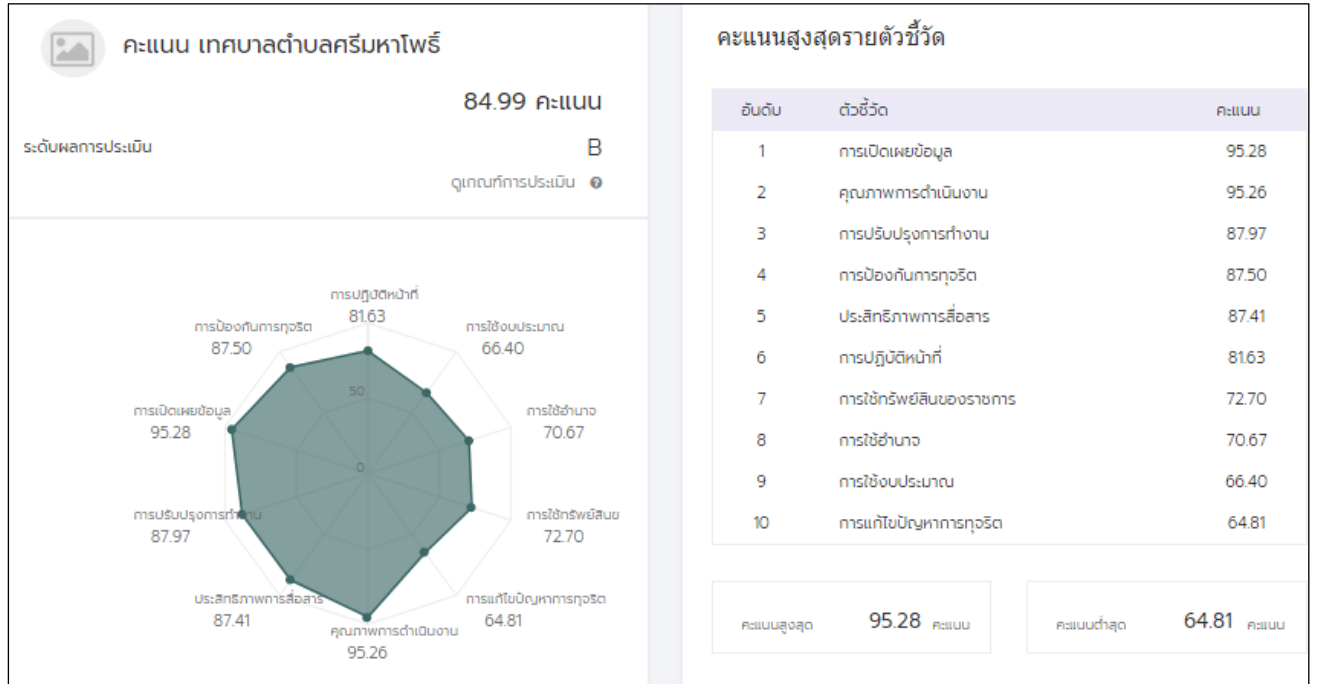 คะแนน เทศบาลตำบลศรีมหาโพธิ์
84.99 คะแนน
ระดับผลการประเมิน B
ดูเกณฑ์การประเมิน
การปฏิบัติหน้าที่
81.63
การป้องกันการทุจริต
87.50
การใช้งบประมาณ
66.40
50
การเปิดเผยข้อมูล
95.28
การใช้อำนาจ
70.67
0
การปรับปรุงการทำงาน
87.97
การใช้ทรัพย์สินข
72.70
ประสิทธิภาพการสื่อสาร
87.41
การแก้ไขปัญหาการทุจริต
64.81
คุณภาพการดำเนินงาน
95.26
คะแนนสูงสุดรายตัวชี้วัด
อันดับ ตัวชี้วัด คะแนน
1 การเปิดเผยข้อมูล 95.28
2 คุณภาพการดำเนินงาน 95.26
3 การปรับปรุงการทำงาน 87.97
4 การป้องกันการทุจริต 87.50
5 ประสิทธิภาพการสื่อสาร 87.41
6 การปฏิบัติหน้าที่ 81.63
7 การใช้ทรัพย์สินของราชการ 72.70
8 การใช้อำนาจ 70.67
9 การใช้งบประมาณ 66.40
10 การแก้ไขปัญหาการทุจริต 64.81
คะแนนสูงสุด 95.28 คะแนน
คะแนนต่ำสุด 64.81 คะแนน